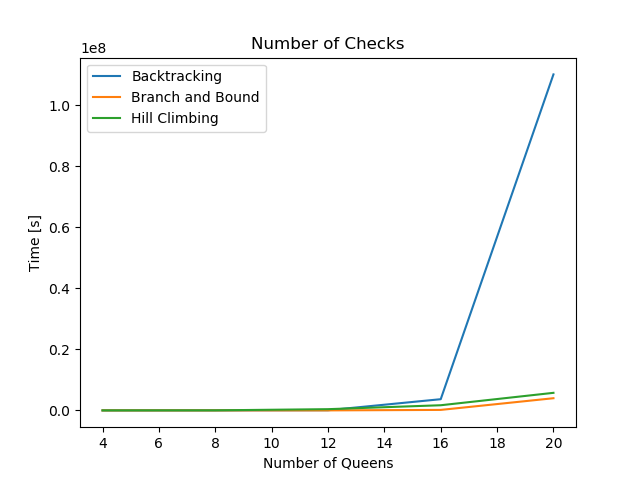 Number of Checks
1e8
Backtracking
Branch and Bound
Hill Climbing
1.0
0.8
0.6
0.4
0.2
0.0
Time [s]
4 6 8 10 12 14 16 18 20
Number of Queens